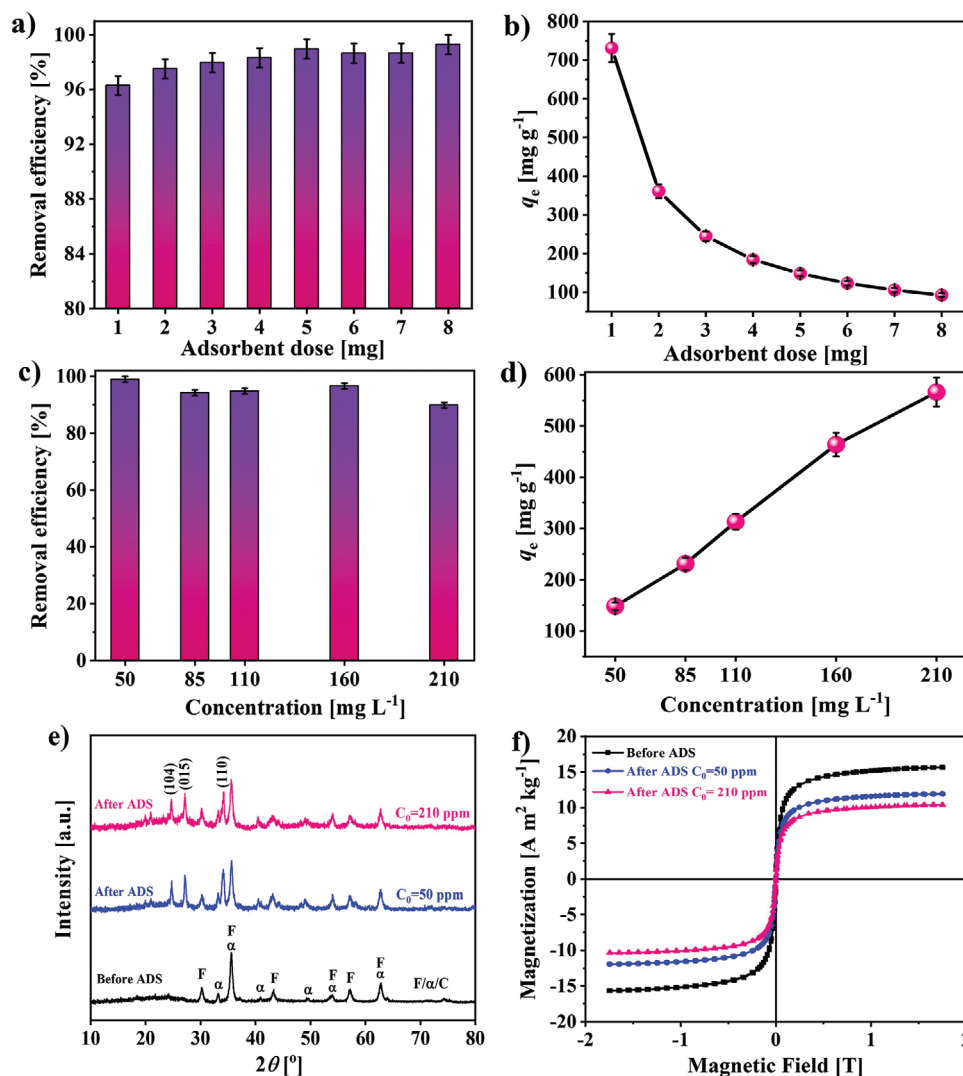 a)
100
96
92
88
84
80
Removal efficiency [%]
1 2 3 4 5 6 7 8
Adsorbent dose [mg]
b)
800
700
600
500
400
300
200
100
qe [mg g-1]
1 2 3 4 5 6 7 8
Adsorbent dose [mg]
c)
100
80
60
40
20
0
Removal efficiency [%]
50 85 110 160 210
Concentration [mg L-1]
d)
600
500
400
300
200
100
qe [mg g-1]
50 85 110 160 210
Concentration [mg L-1]
e)
(104) (015) (110)
After ADS C0=210 ppm
After ADS C0=50 ppm
Before ADS F α F α α F α F α F F α F/α/C
Intensity [a.u.]
10 20 30 40 50 60 70 80
2θ [º]
f)
Before ADS
After ADS C0=50 ppm
After ADS C0= 210 ppm
20
15
10
5
0
-5
-10
-15
-20
Magnetization [A m2 kg-1]
-2 -1 0 1 2
Magnetic Field [T]